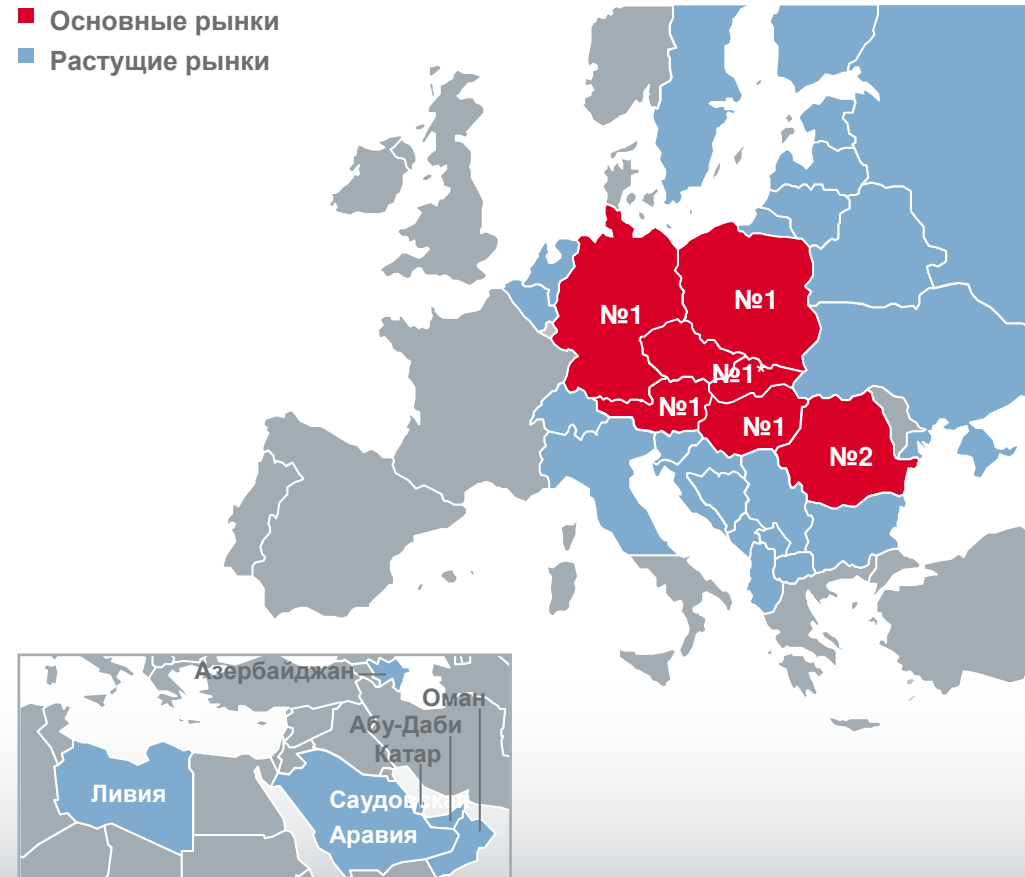 Основные рынки
Растущие рынки
№1
№1
№1*
№1
№1
№2
Азербайджан
Оман
Абу-Даби
Катар
Ливия
Саудовская
Аравия